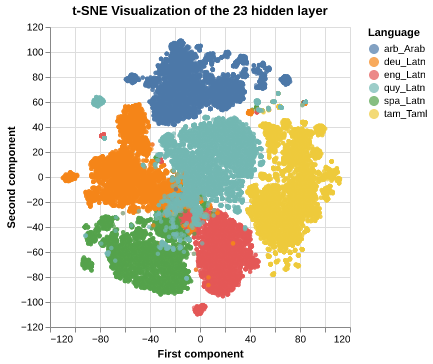 t-SNE Visualization of the 23 hidden layer
Language
arb_Arab
deu_Latn
eng_Latn
quy_Latn
spa_Latn
tam_Taml
Second component
120
100
80
60
40
20
0
−20
−40
−60
−80
−100
−120
−120 −80 −40 0 40 80 120
First component